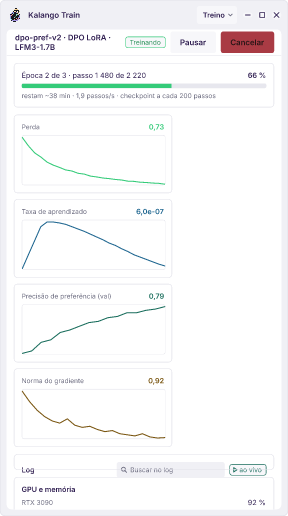 Kalango Train
Treino
dpo-pref-v2 · DPO LoRA · LFM3-1.7B
Treinando
Pausar
Cancelar
Época 2 de 3 · passo 1 480 de 2 220
66 %
restam ~38 min · 1,9 passos/s · checkpoint a cada 200 passos
Perda
0,73
Taxa de aprendizado
6,0e-07
Precisão de preferência (val)
0,79
Norma do gradiente
0,92
Log
Buscar no log
ao vivo
GPU e memória
RTX 3090
92 %